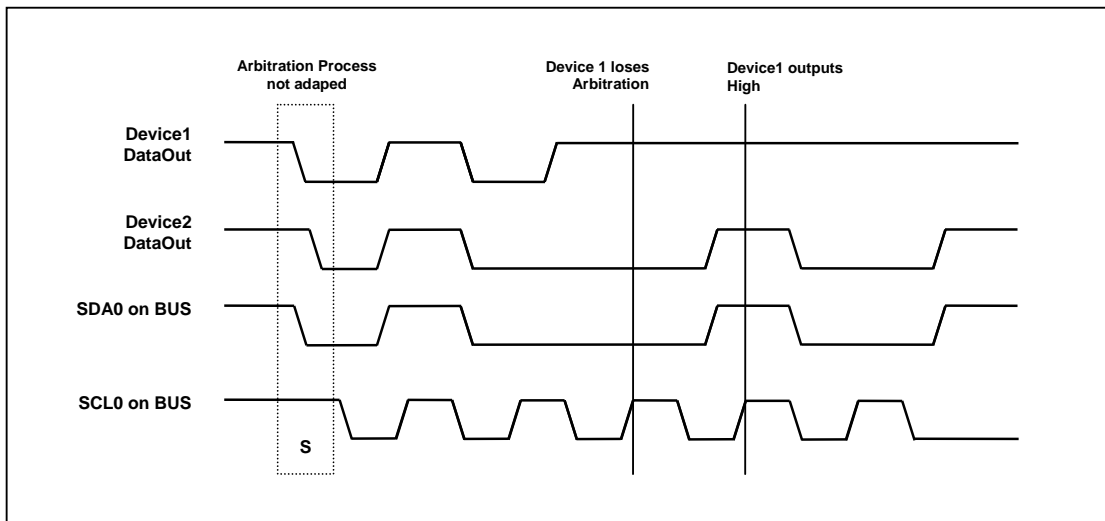 Arbitration Process
not adaped
Device 1 loses
Arbitration
Device1 outputs
High
Device1
DataOut
Device2
DataOut
SDA0 on BUS
SCL0 on BUS
S